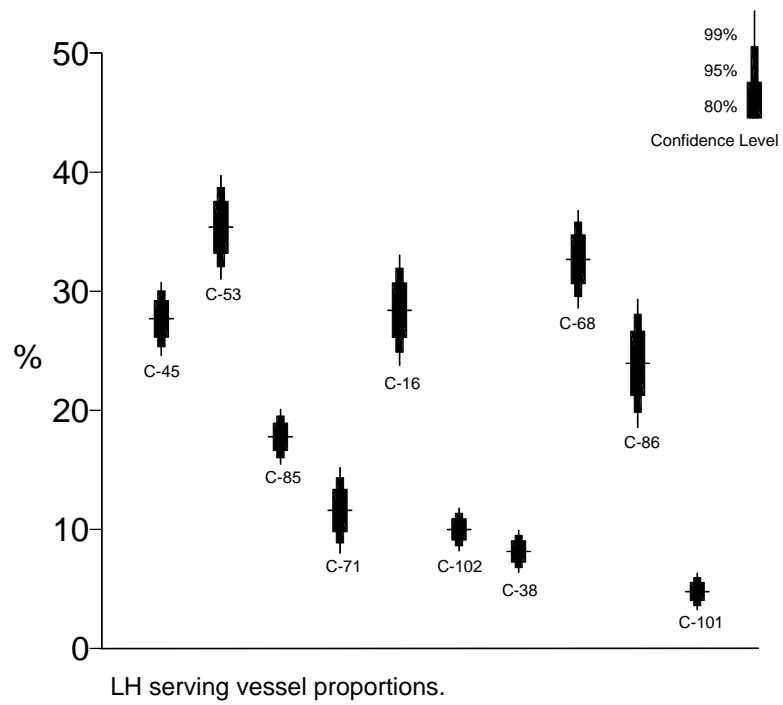 99%
95%
80%
Confidence Level
50
40
30
20
10
0
%
C-45
C-53
C-85
C-71
C-16
C-102
C-38
C-68
C-86
C-101
LH serving vessel proportions.